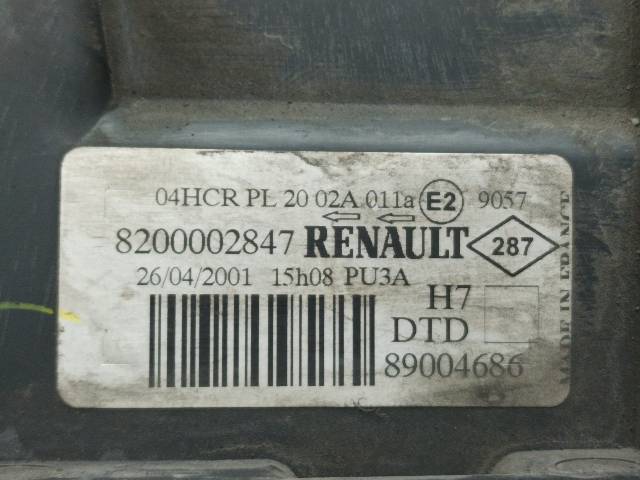 04HCR PL 20 02A 011a E2 9057
8200002847 RENAULT 287
26/04/2001 15h08 PU3A
H7
DTD
89004686
MADE IN FRANCE